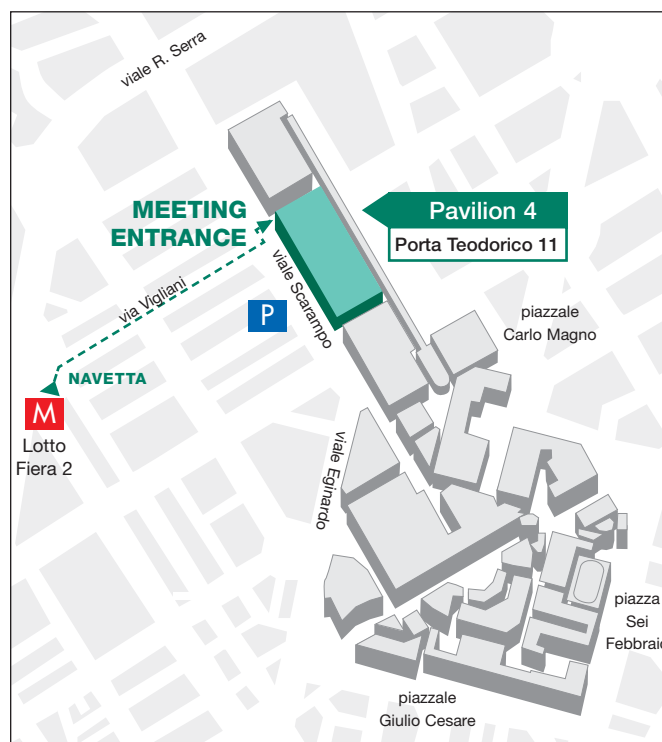 viale R. Serra
MEETING
ENTRANCE
Pavilion 4
Porta Teodorico 11
viale Scarampo
via Vigliani
P
piazzale
Carlo Magno
NAVETTA
M
Lotto
Fiera 2
viale Eginardo
piazza
Sei
Febbraio
piazzale
Giulio Cesare